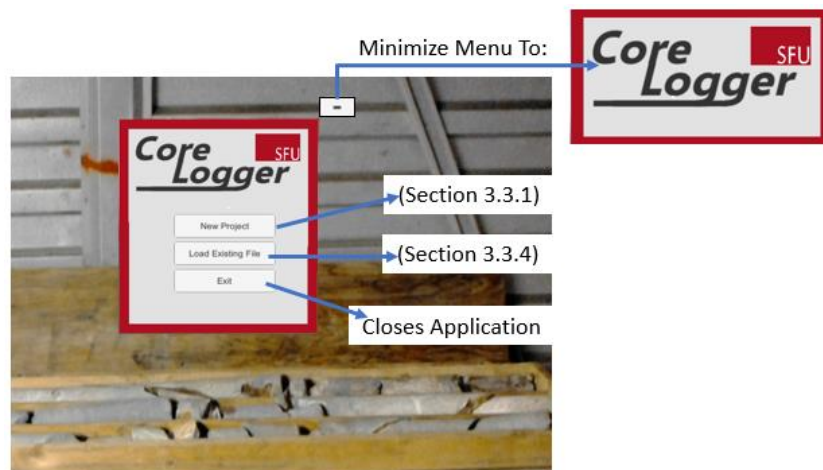 Minimize Menu To:
Core
Logger
SFU
-
Core
Logger
SFU
New Project
(Section 3.3.1)
Load Existing File
(Section 3.3.4)
Exit
Closes Application